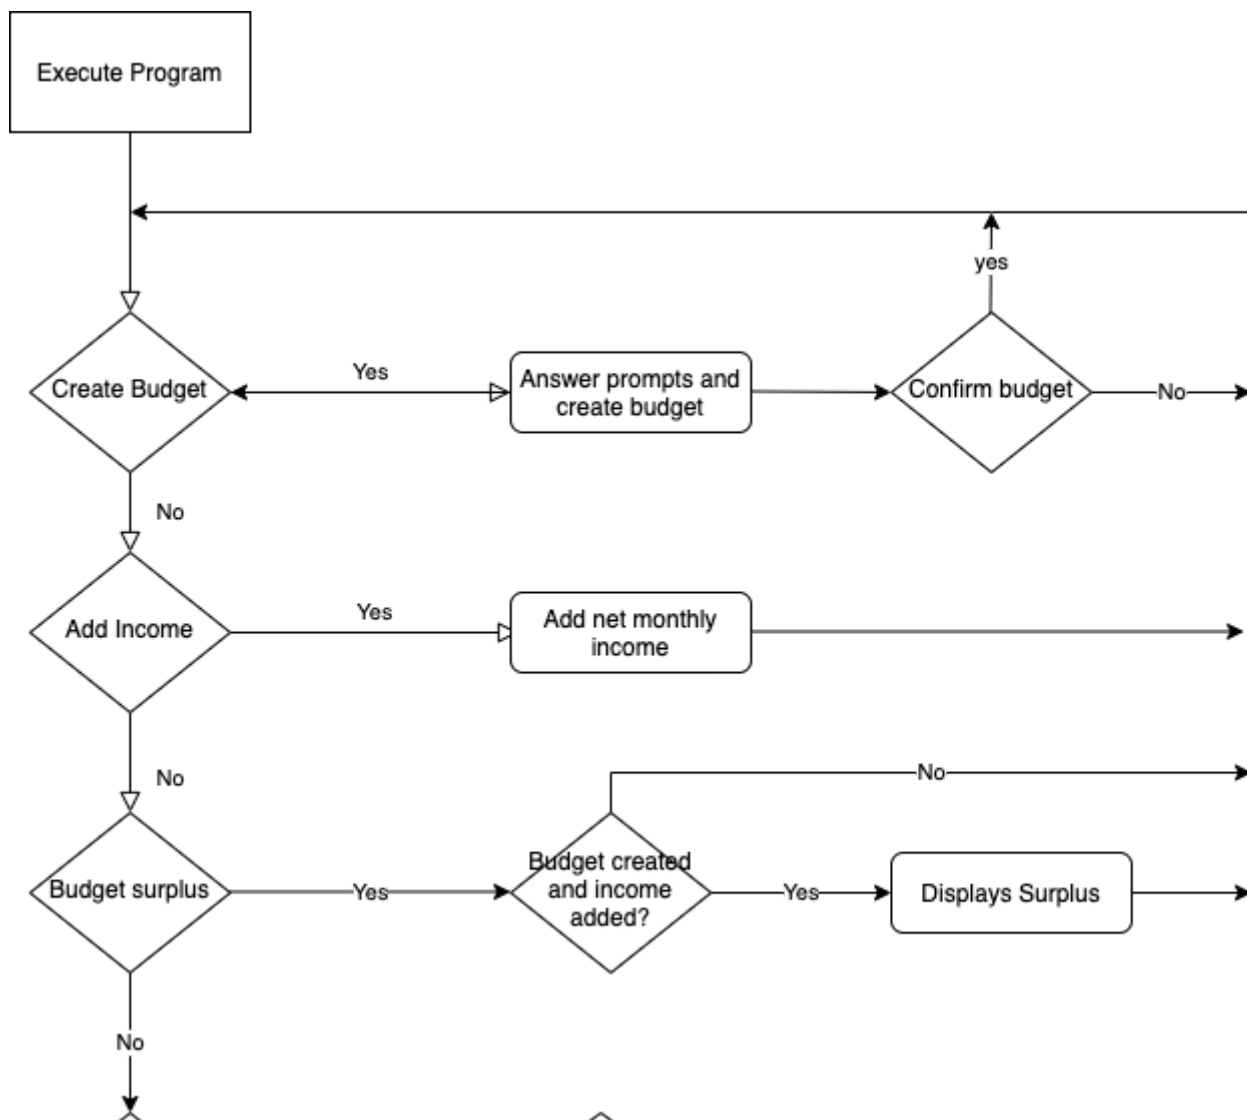 Execute Program
yes
Create Budget
Yes
Answer prompts and
create budget
Confirm budget
No
No
Add Income
Yes
Add net monthly
income
No
No
Budget surplus
Yes
Budget created
and income
added?
Yes
Displays Surplus
No